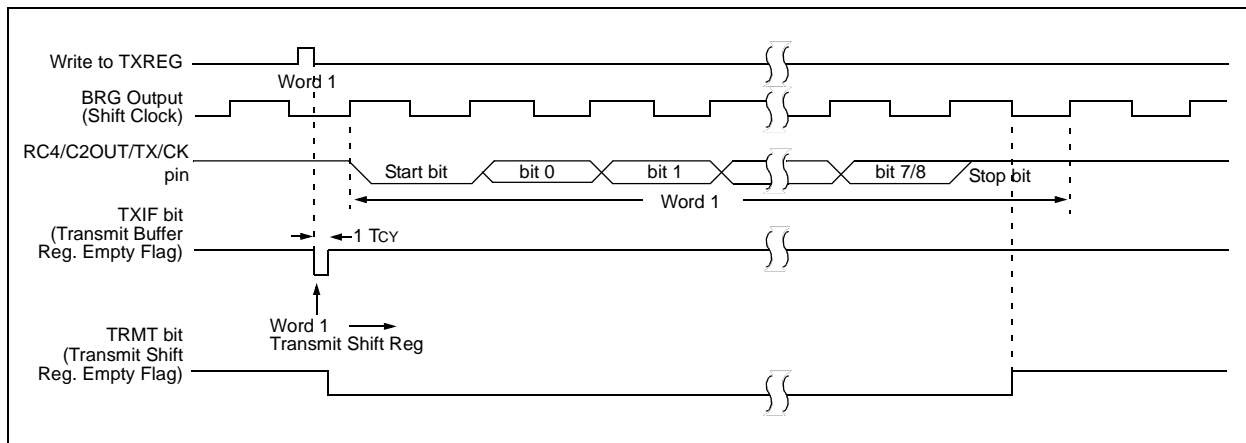 Write to TXREG
Word 1
BRG Output
(Shift Clock)
RC4/C2OUT/TX/CK
pin
Start bit
bit 0
bit 1
bit 7/8
Stop bit
Word 1
TXIF bit
(Transmit Buffer
Reg. Empty Flag)
1 TCY
Word 1
Transmit Shift Reg
TRMT bit
(Transmit Shift
Reg. Empty Flag)